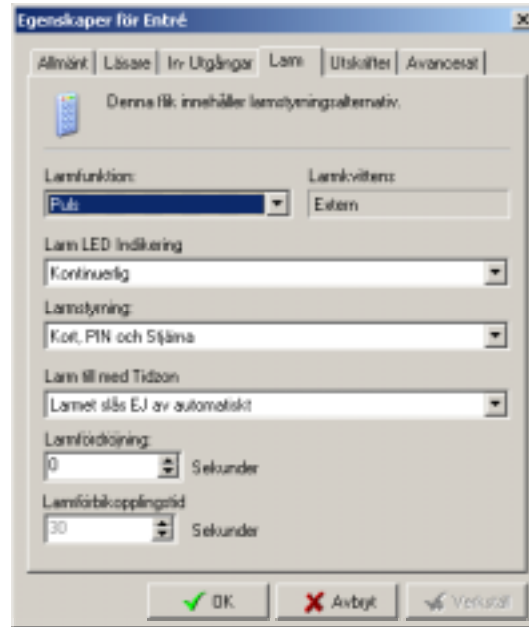 Egenskaper för Entré
Allmänt Läsare In- Utgångar Larm Utskrifter Avancerat
Denna flik innehåller larmstyrningsalternativ.
Larmfunktion: Larmkvittens
Puls Extern
Larm LED Indikering
Kontinuerlig
Larmstyrning:
Kort, PIN och Stjärna
Larm till med Tidzon
Larmet slås EJ av automatiskt
Larmfördröjning:
0 Sekunder
Larmförbikopplingstid
30 Sekunder
OK Avbryt Verkställ